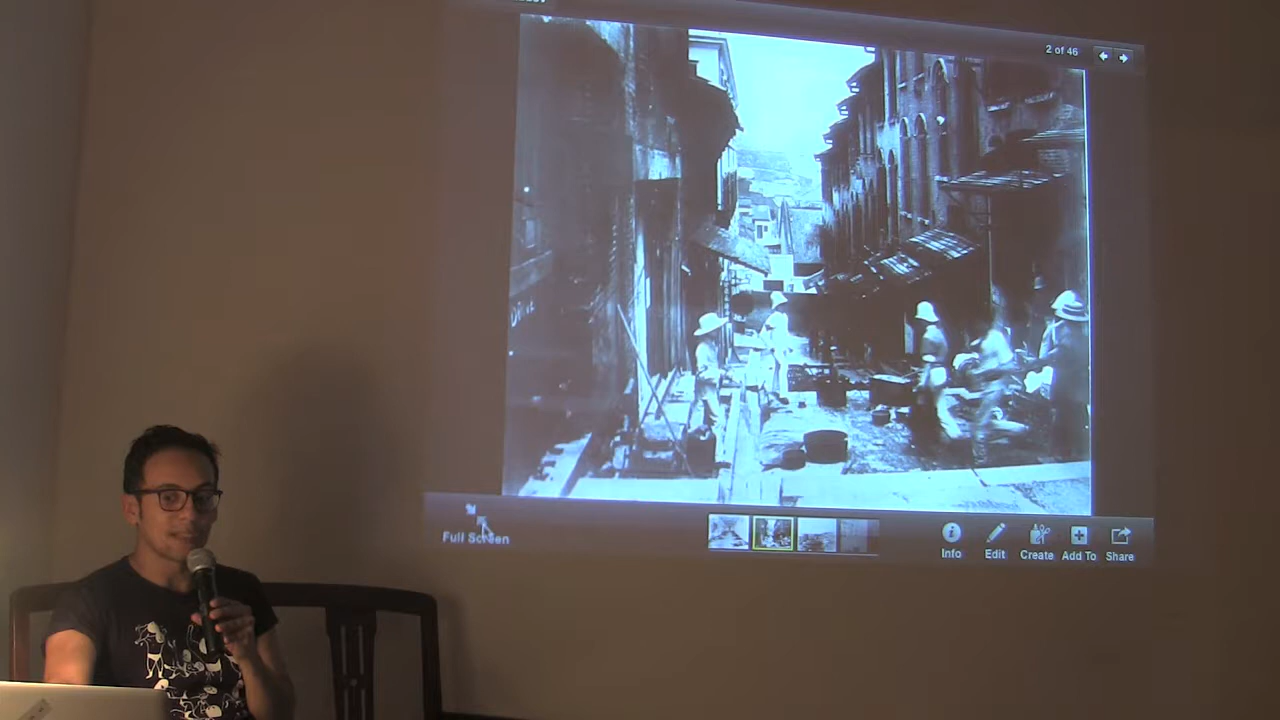 2 of 46
Full Screen
Info
Edit
Create
Add To
Share